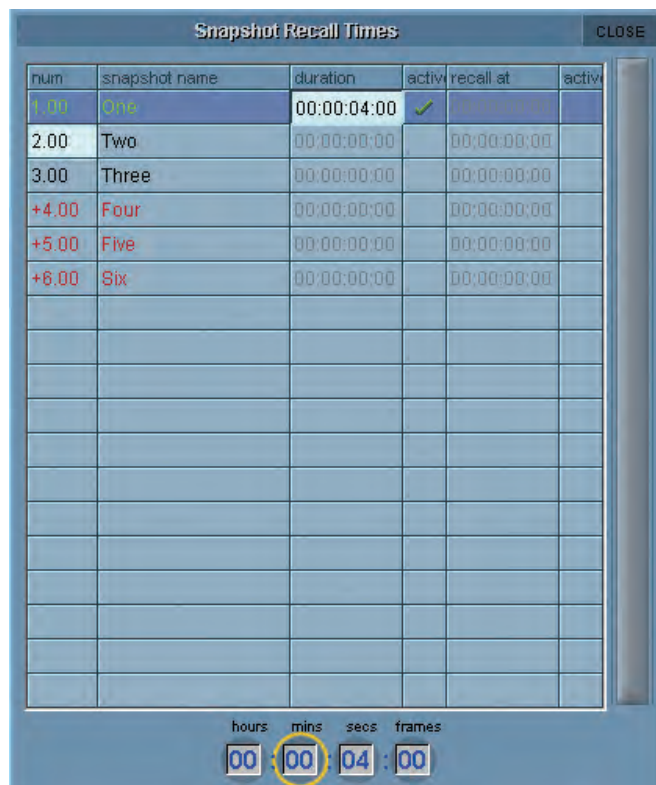 Snapshot Recall Times CLOSE
num snapshot name duration activ recall at activ
1.00 One 00:00:04:00
2.00 Two 00:00:00:00 00:00:00:00
3.00 Three 00:00:00:00 00:00:00:00
+4.00 Four 00:00:00:00 00:00:00:00
+5.00 Five 00:00:00:00 00:00:00:00
+6.00 Six 00:00:00:00 00:00:00:00
hours mins secs frames
00 : 00 : 04 : 00